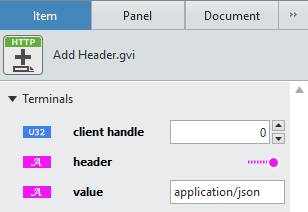 Item Panel Document »
HTTP Add Header.gvi
Terminals
U32 client handle 0
header
value application/json